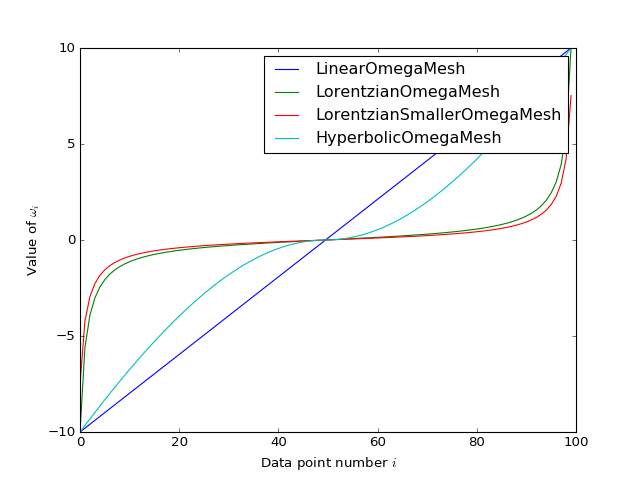 10
5
0
−5
−10
Value of ωᵢ
LinearOmegaMesh
LorentzianOmegaMesh
LorentzianSmallerOmegaMesh
HyperbolicOmegaMesh
0 20 40 60 80 100
Data point number i